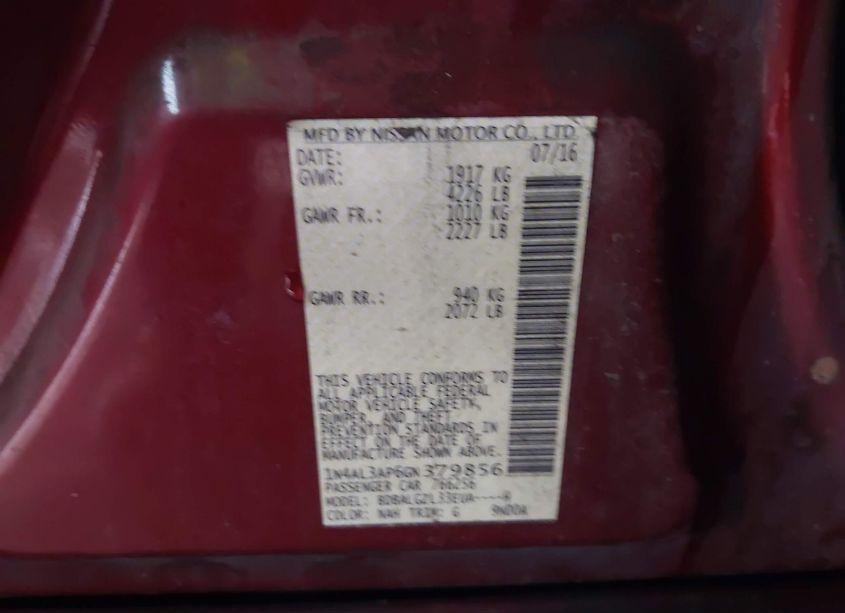 MFD BY NISSAN MOTOR CO., LTD.
DATE: 07/16
GVWR: 1917 KG
4226 LB
GAWR FR.: 1010 KG
2227 LB
GAWR RR.: 940 KG
2072 LB
THIS VEHICLE CONFORMS TO
ALL APPLICABLE FEDERAL
MOTOR VEHICLE SAFETY,
BUMPER, AND THEFT
PREVENTION STANDARDS IN
EFFECT ON THE DATE OF
MANUFACTURE SHOWN ABOVE.
1N4AL3AP6GN379856
PASSENGER CAR 766256
MODEL:
COLOR: NAH TRIM: G